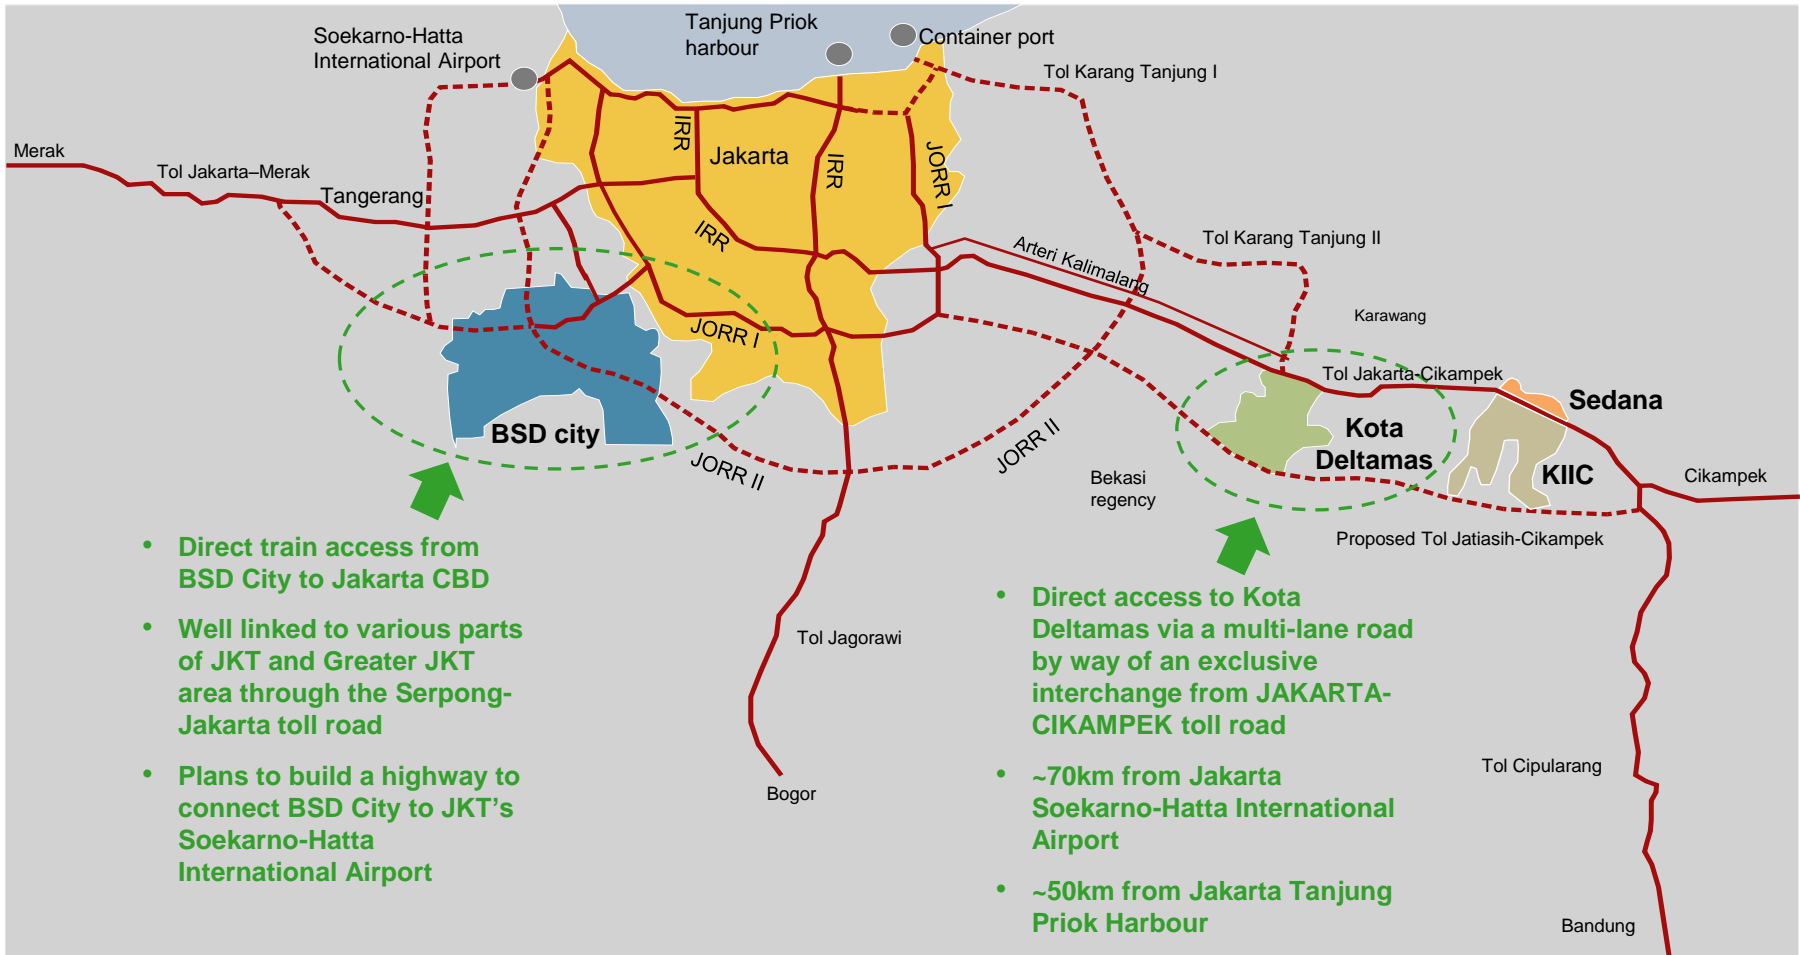 Soekarno-Hatta
International Airport
Tanjung Priok
harbour
Container port
Tol Karang Tanjung I
Merak
Tol Jakarta–Merak
Tangerang
IRR
Jakarta
IRR
JORR I
IRR
Arteri Kalimalang
Tol Karang Tanjung II
Karawang
JORR I
Tol Jakarta-Cikampek
Sedana
BSD city
Kota
Deltamas
JORR II
JORR II
Bekasi
regency
KIIC
Cikampek
Proposed Tol Jatiasih-Cikampek
• Direct train access from
BSD City to Jakarta CBD
• Well linked to various parts
of JKT and Greater JKT
area through the Serpong-
Jakarta toll road
• Plans to build a highway to
connect BSD City to JKT’s
Soekarno-Hatta
International Airport
Tol Jagorawi
Bogor
• Direct access to Kota
Deltamas via a multi-lane road
by way of an exclusive
interchange from JAKARTA-
CIKAMPEK toll road
• ~70km from Jakarta
Soekarno-Hatta International
Airport
• ~50km from Jakarta Tanjung
Priok Harbour
Tol Cipularang
Bandung